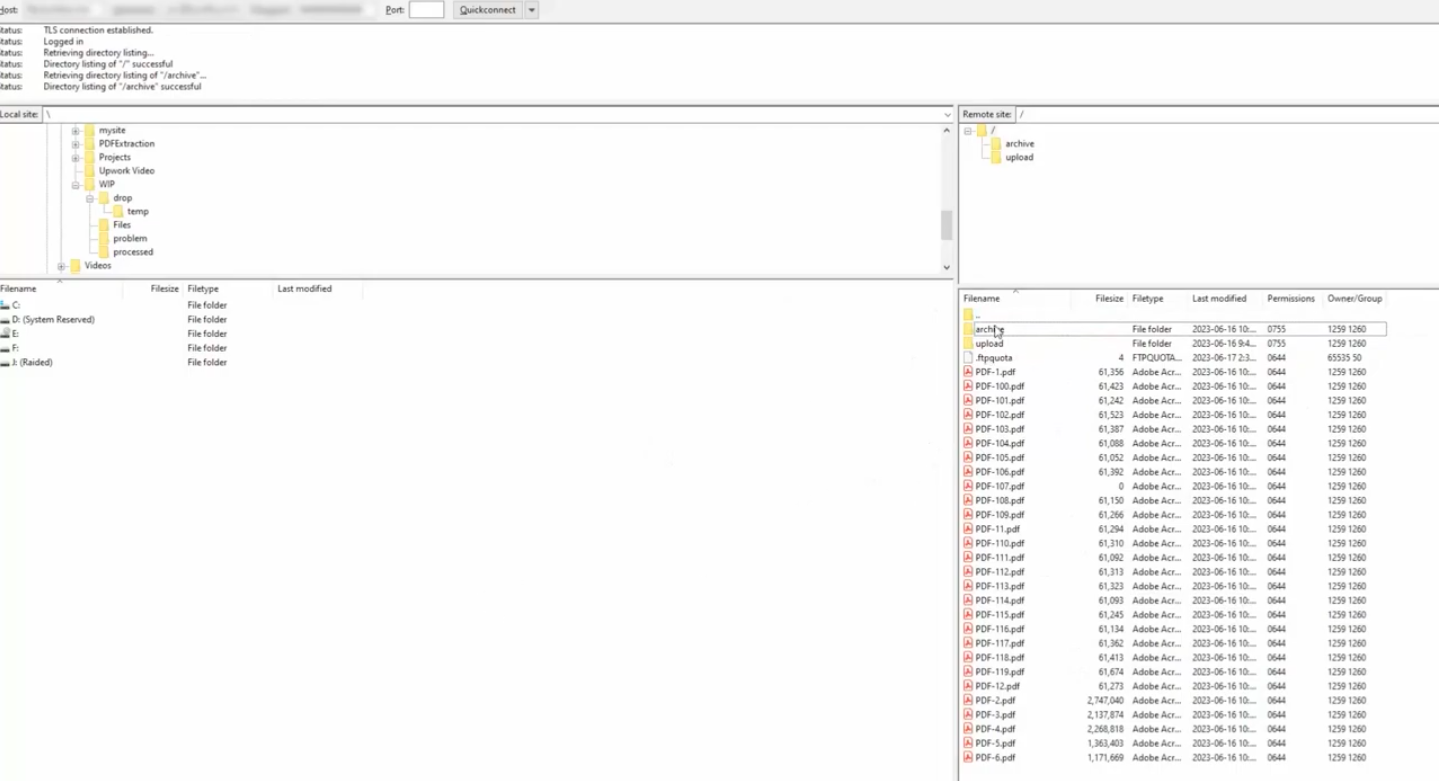 Host: Port: Quickconnect
Status: TLS connection established.
Status: Logged in
Status: Retrieving directory listing...
Status: Directory listing of "/" successful
Status: Retrieving directory listing of "/archive"...
Status: Directory listing of "/archive" successful
Local site: \
mysite
PDFExtraction
Projects
Upwork Video
WIP
drop
temp
Files
problem
processed
Videos
Filename Filesize Filetype Last modified
C: File folder
D: (System Reserved) File folder
E: File folder
F: File folder
J: (Raided) File folder
Remote site: /
/
archive
upload
Filename Filesize Filetype Last modified Permissions Owner/Group
..
archive File folder 2023-06-16 10:... 0755 1259 1260
upload File folder 2023-06-16 9:4... 0755 1259 1260
.ftpquota 4 FTPQUOTA... 2023-06-17 2:3... 0644 65535 50
PDF-1.pdf 61,356 Adobe Acr... 2023-06-16 10:... 0644 1259 1260
PDF-100.pdf 61,423 Adobe Acr... 2023-06-16 10:... 0644 1259 1260
PDF-101.pdf 61,242 Adobe Acr... 2023-06-16 10:... 0644 1259 1260
PDF-102.pdf 61,523 Adobe Acr... 2023-06-16 10:... 0644 1259 1260
PDF-103.pdf 61,387 Adobe Acr... 2023-06-16 10:... 0644 1259 1260
PDF-104.pdf 61,088 Adobe Acr... 2023-06-16 10:... 0644 1259 1260
PDF-105.pdf 61,052 Adobe Acr... 2023-06-16 10:... 0644 1259 1260
PDF-106.pdf 61,392 Adobe Acr... 2023-06-16 10:... 0644 1259 1260
PDF-107.pdf 0 Adobe Acr... 2023-06-16 10:... 0644 1259 1260
PDF-108.pdf 61,150 Adobe Acr... 2023-06-16 10:... 0644 1259 1260
PDF-109.pdf 61,266 Adobe Acr... 2023-06-16 10:... 0644 1259 1260
PDF-11.pdf 61,294 Adobe Acr... 2023-06-16 10:... 0644 1259 1260
PDF-110.pdf 61,310 Adobe Acr... 2023-06-16 10:... 0644 1259 1260
PDF-111.pdf 61,092 Adobe Acr... 2023-06-16 10:... 0644 1259 1260
PDF-112.pdf 61,313 Adobe Acr... 2023-06-16 10:... 0644 1259 1260
PDF-113.pdf 61,323 Adobe Acr... 2023-06-16 10:... 0644 1259 1260
PDF-114.pdf 61,093 Adobe Acr... 2023-06-16 10:... 0644 1259 1260
PDF-115.pdf 61,245 Adobe Acr... 2023-06-16 10:... 0644 1259 1260
PDF-116.pdf 61,134 Adobe Acr... 2023-06-16 10:... 0644 1259 1260
PDF-117.pdf 61,362 Adobe Acr... 2023-06-16 10:... 0644 1259 1260
PDF-118.pdf 61,413 Adobe Acr... 2023-06-16 10:... 0644 1259 1260
PDF-119.pdf 61,674 Adobe Acr... 2023-06-16 10:... 0644 1259 1260
PDF-12.pdf 61,273 Adobe Acr... 2023-06-16 10:... 0644 1259 1260
PDF-2.pdf 2,747,040 Adobe Acr... 2023-06-16 10:... 0644 1259 1260
PDF-3.pdf 2,137,874 Adobe Acr... 2023-06-16 10:... 0644 1259 1260
PDF-4.pdf 2,268,818 Adobe Acr... 2023-06-16 10:... 0644 1259 1260
PDF-5.pdf 1,363,403 Adobe Acr... 2023-06-16 10:... 0644 1259 1260
PDF-6.pdf 1,171,669 Adobe Acr... 2023-06-16 10:... 0644 1259 1260